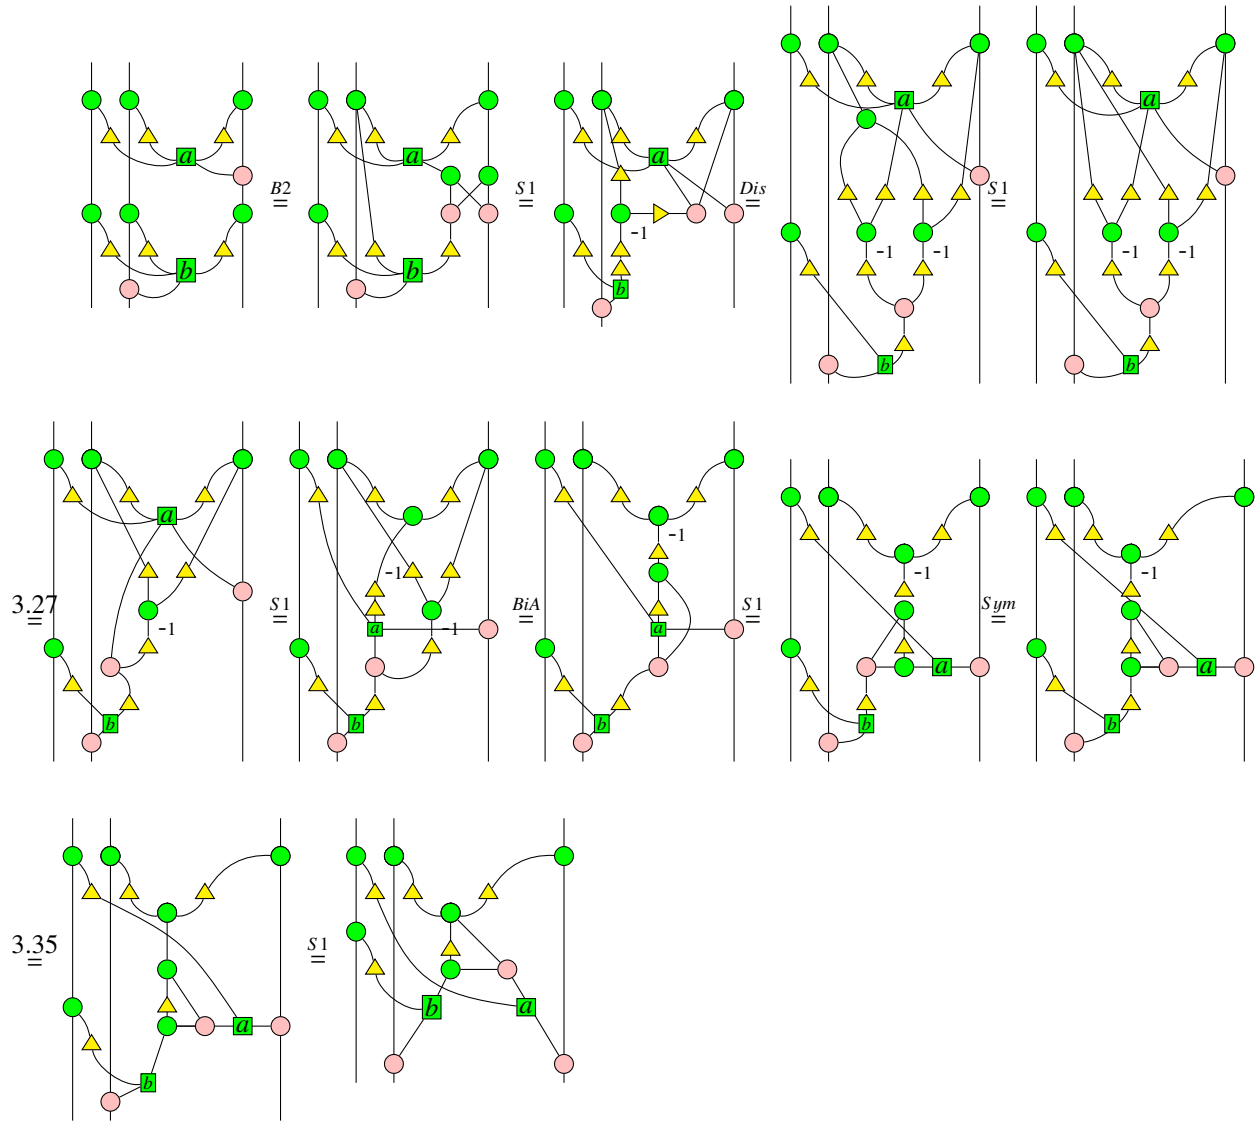 a B2 a S1 a Dis a S1 a
= = = =
b b -1 b -1 -1 b -1 -1 b
3.27 = a -1 b S1 = -1 a -1 b BiA = -1 a b S1 = -1 a b Sym = -1 a b
3.35 = a b S1 = b a